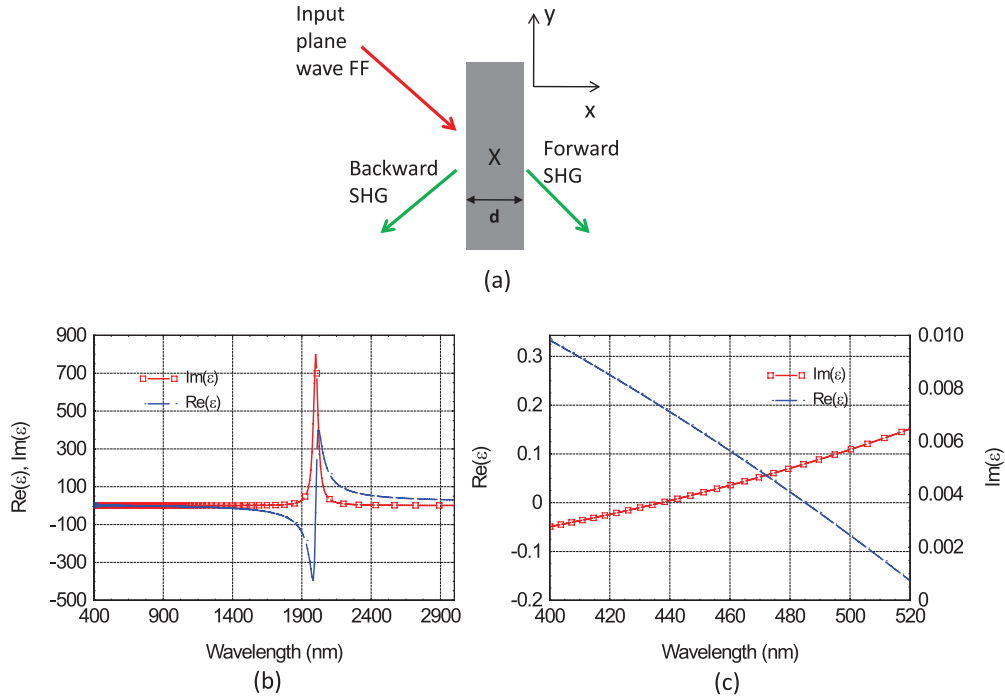 Input
plane
wave FF
y
x
Backward
SHG
X
Forward
SHG
d
(a)
900
700
500
300
100
-100
-300
-500
Re(ε), Im(ε)
Im(ε)
Re(ε)
400 900 1400 1900 2400 2900
Wavelength (nm)
(b)
0.3
0.2
0.1
0
-0.1
-0.2
Re(ε)
Im(ε)
Re(ε)
0.010
0.008
0.006
0.004
0.002
0
Im(ε)
400 420 440 460 480 500 520
Wavelength (nm)
(c)